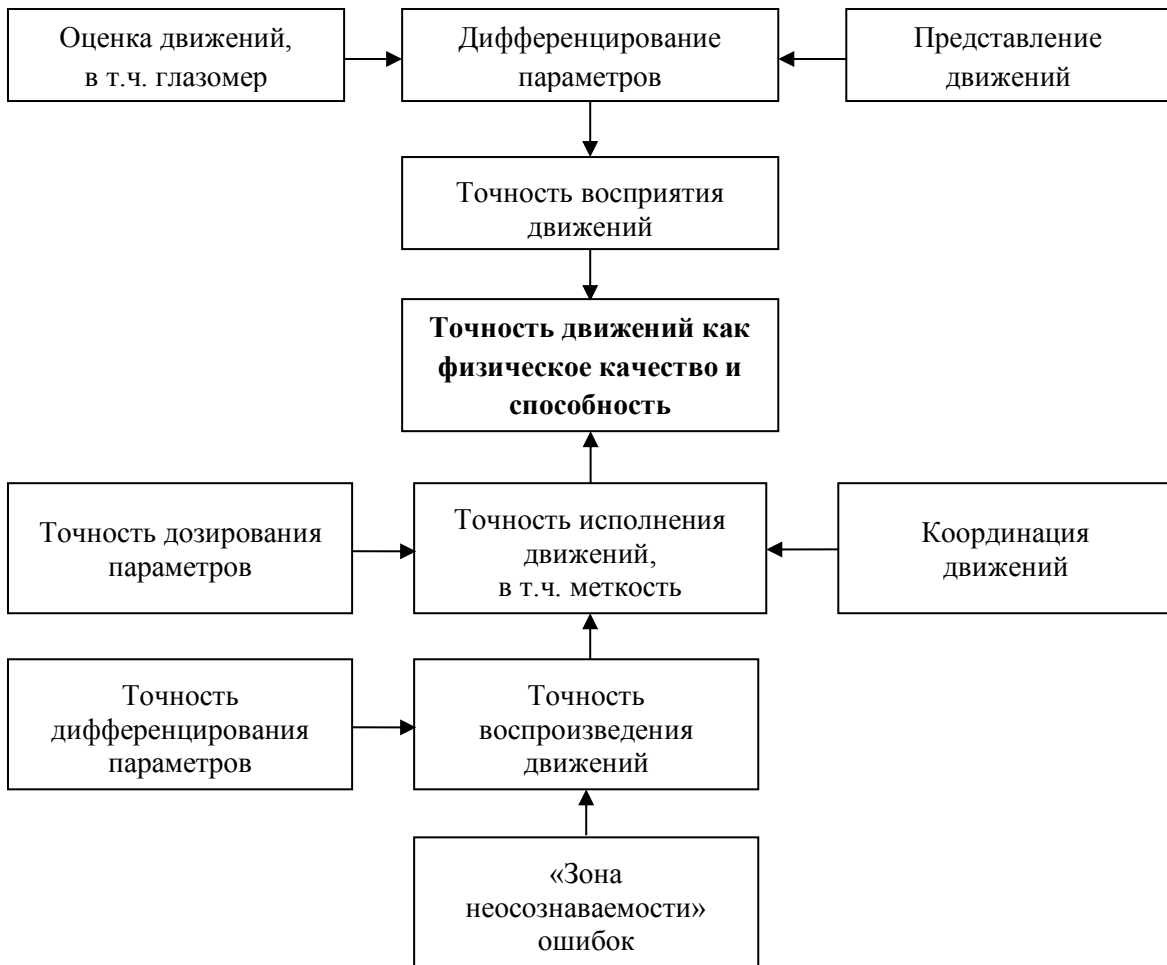 Оценка движений,
в т.ч. глазомер
Дифференцирование
параметров
Представление
движений
Точность восприятия
движений
Точность движений как
физическое качество и
способность
Точность дозирования
параметров
Точность исполнения
движений,
в т.ч. меткость
Координация
движений
Точность
дифференцирования
параметров
Точность
воспроизведения
движений
«Зона
неосознаваемости»
ошибок